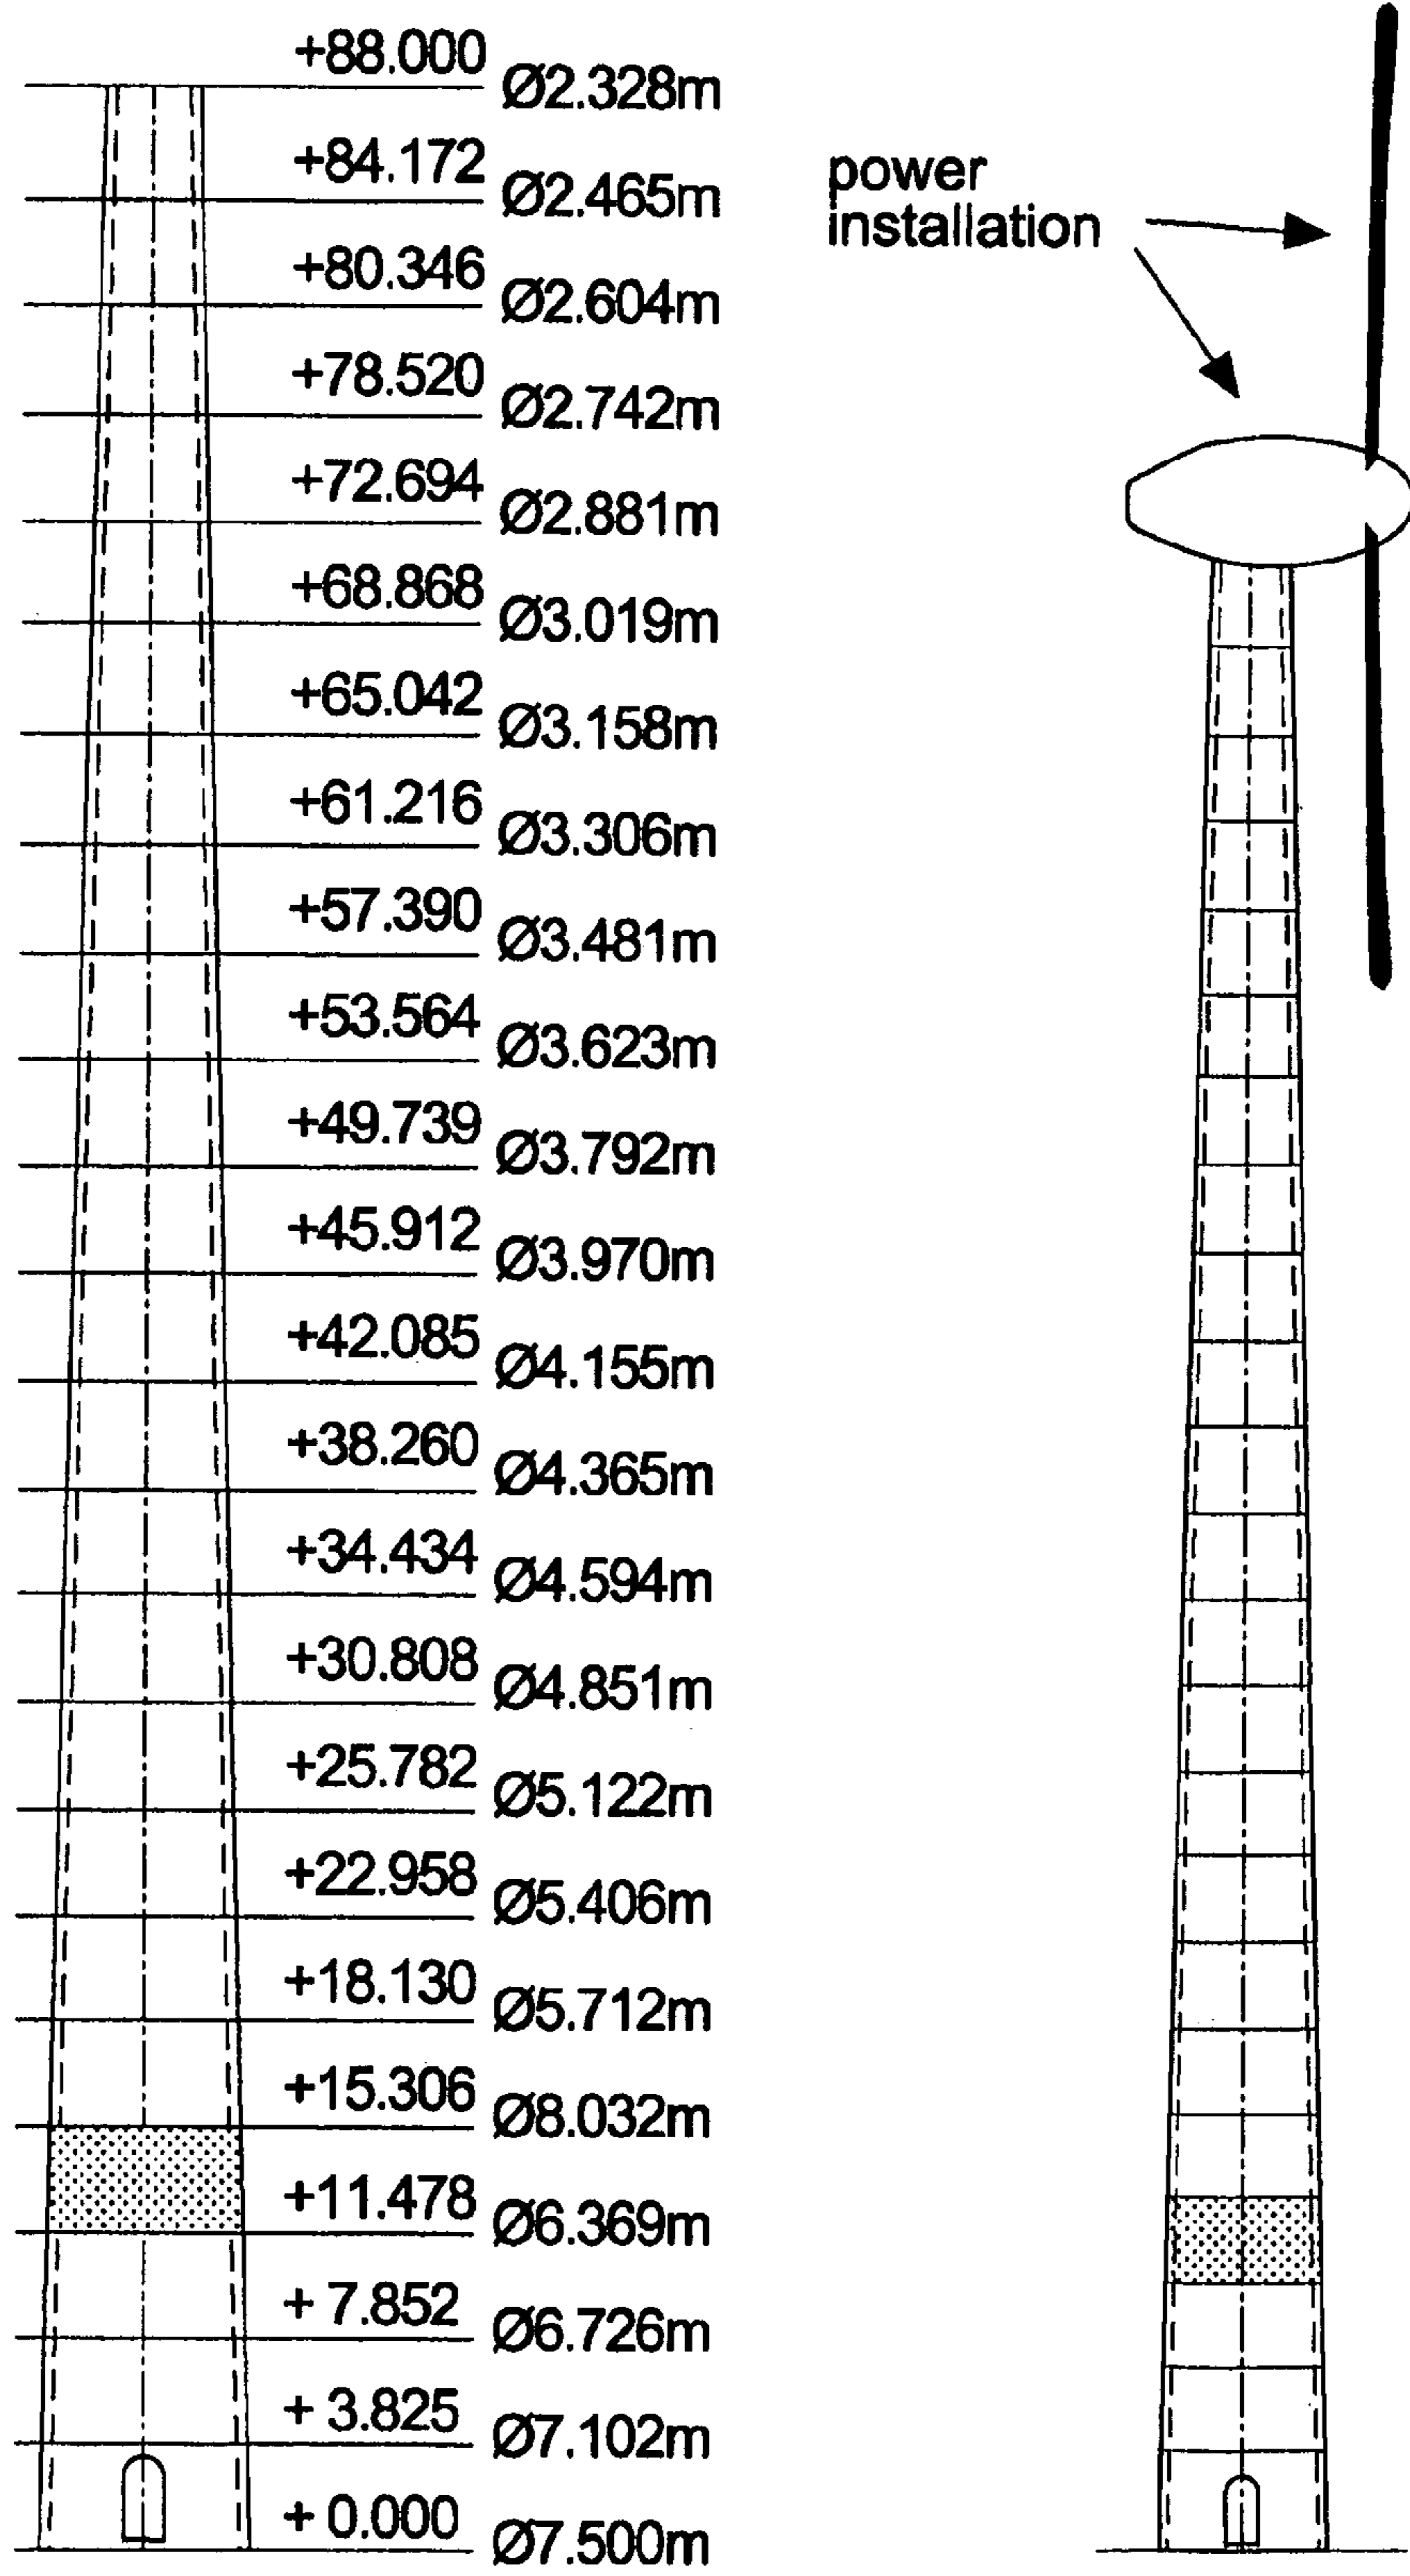 +88.000 Ø2.328m
+84.172 Ø2.465m
+80.346 Ø2.604m
+78.520 Ø2.742m
+72.694 Ø2.881m
+68.868 Ø3.019m
+65.042 Ø3.158m
+61.216 Ø3.306m
+57.390 Ø3.481m
+53.564 Ø3.623m
+49.739 Ø3.792m
+45.912 Ø3.970m
+42.085 Ø4.155m
+38.260 Ø4.365m
+34.434 Ø4.594m
+30.808 Ø4.851m
+25.782 Ø5.122m
+22.958 Ø5.406m
+18.130 Ø5.712m
+15.306 Ø8.032m
+11.478 Ø6.369m
+ 7.852 Ø6.726m
+ 3.825 Ø7.102m
+ 0.000 Ø7.500m
power
installation